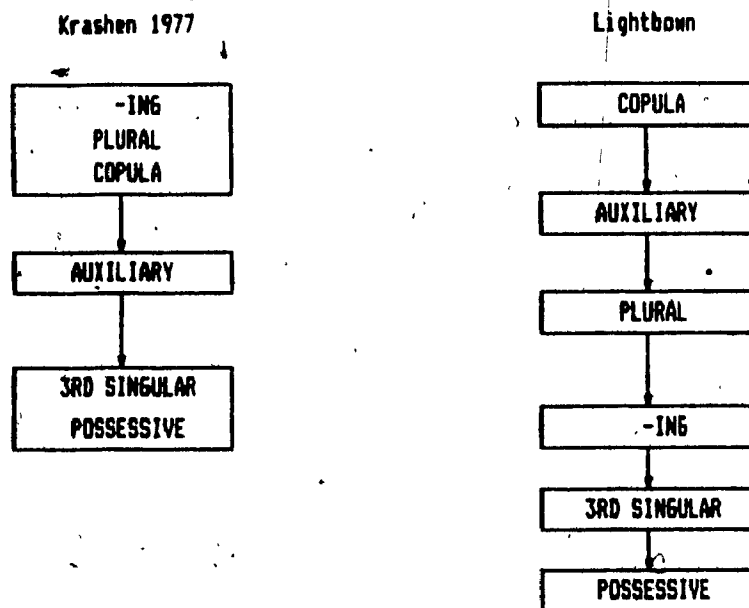 Krashen 1977
-ING
PLURAL
COPULA
AUXILIARY
3RD SINGULAR
POSSESSIVE
Lightbown
COPULA
AUXILIARY
PLURAL
-ING
3RD SINGULAR
POSSESSIVE